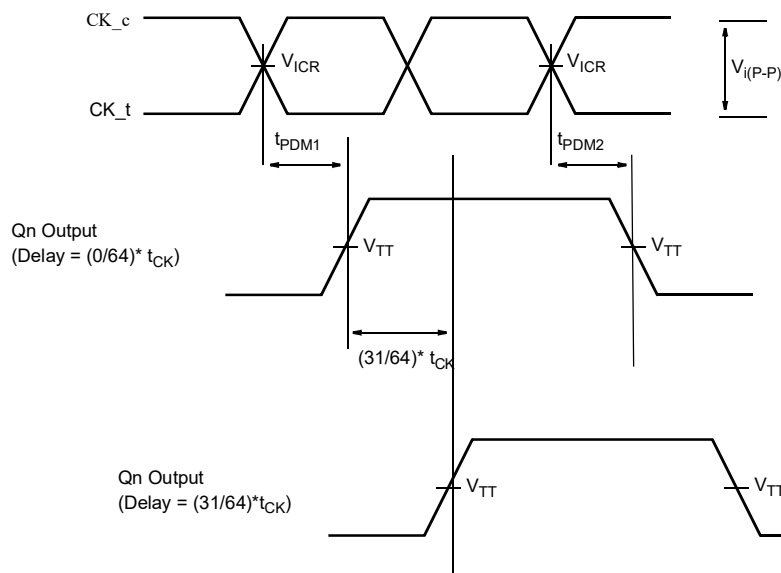 CK_c
V_ICR
V_ICR
V_i(P-P)
CK_t
t_PDM1
t_PDM2
Qn Output
(Delay = (0/64)* t_CK)
V_TT
V_TT
(31/64)* t_CK
Qn Output
(Delay = (31/64)*t_CK)
V_TT
V_TT